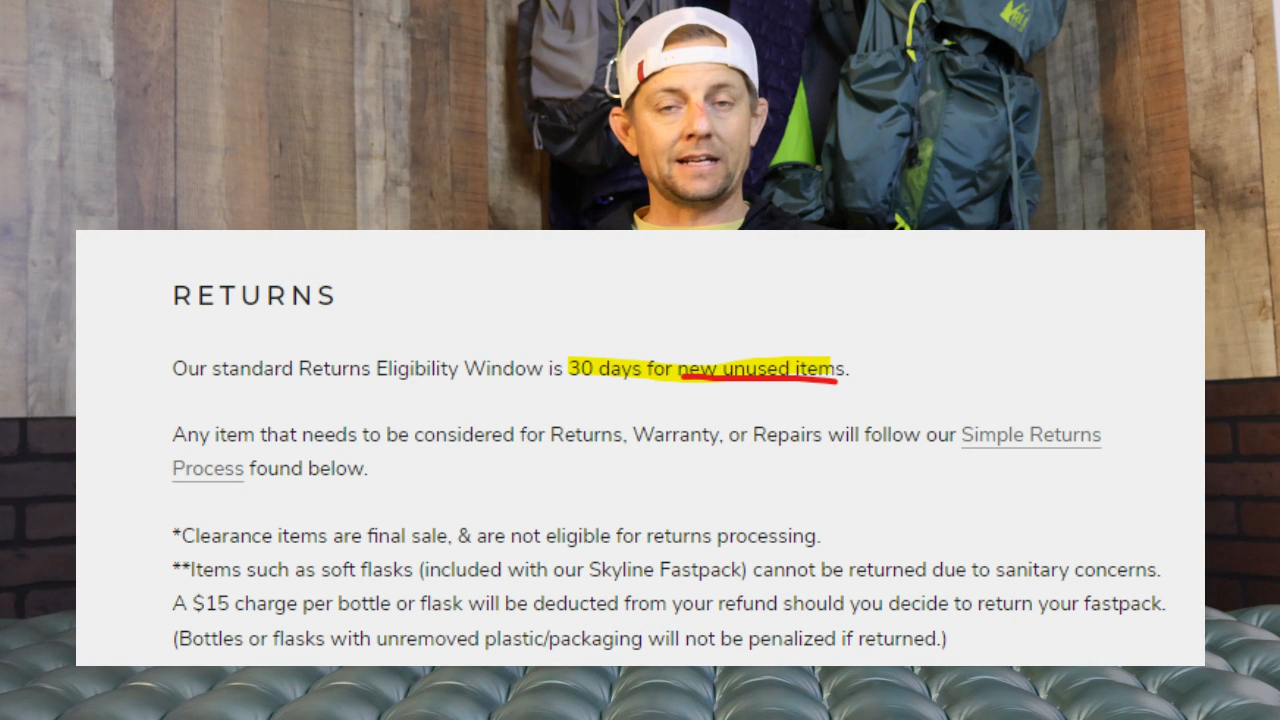 REI
RETURNS
Our standard Returns Eligibility Window is 30 days for new unused items.
Any item that needs to be considered for Returns, Warranty, or Repairs will follow our Simple Returns
Process found below.
*Clearance items are final sale, & are not eligible for returns processing.
**Items such as soft flasks (included with our Skyline Fastpack) cannot be returned due to sanitary concerns.
A $15 charge per bottle or flask will be deducted from your refund should you decide to return your fastpack.
(Bottles or flasks with unremoved plastic/packaging will not be penalized if returned.)